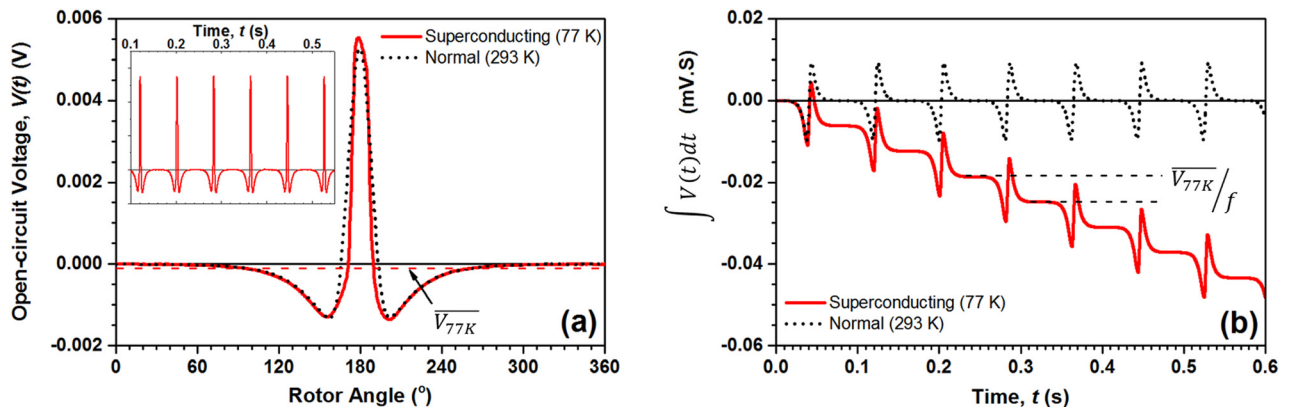 0.006
0.004
0.002
0.000
-0.002
Open-circuit Voltage, V(t) (V)
Time, t (s)
0.1 0.2 0.3 0.4 0.5
Superconducting (77 K)
Normal (293 K)
V77K
(a)
0 60 120 180 240 300 360
Rotor Angle (°)
0.02
0.00
-0.02
-0.04
-0.06
∫ V(t)dt (mV.S)
V77K/f
Superconducting (77 K)
Normal (293 K)
(b)
0.0 0.1 0.2 0.3 0.4 0.5 0.6
Time, t (s)